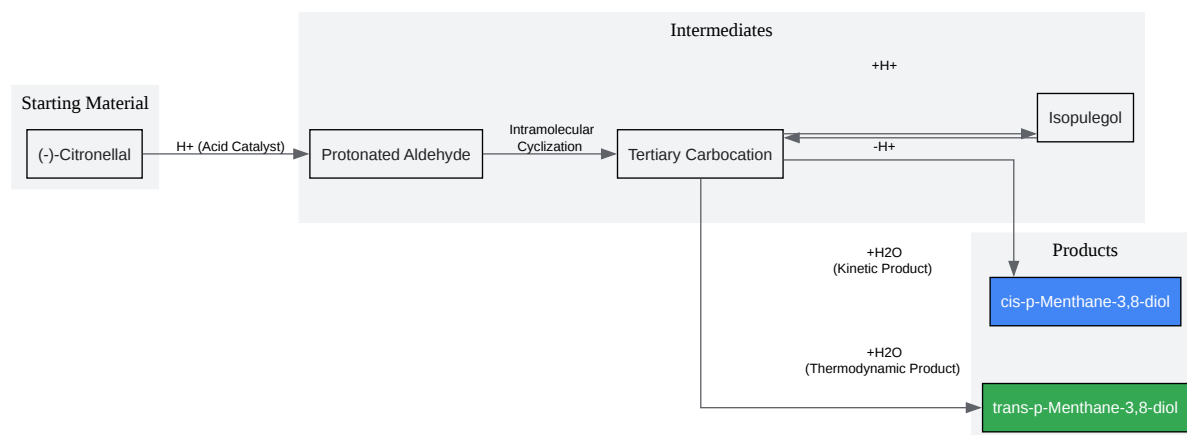 Intermediates
+H+
Starting Material
Isopulegol
Intramolecular
Cyclization
(-)-Citronellal
H+ (Acid Catalyst)
Protonated Aldehyde
Tertiary Carbocation
-H+
Products
+H2O
(Kinetic Product)
cis-p-Menthane-3,8-diol
+H2O
(Thermodynamic Product)
trans-p-Menthane-3,8-diol